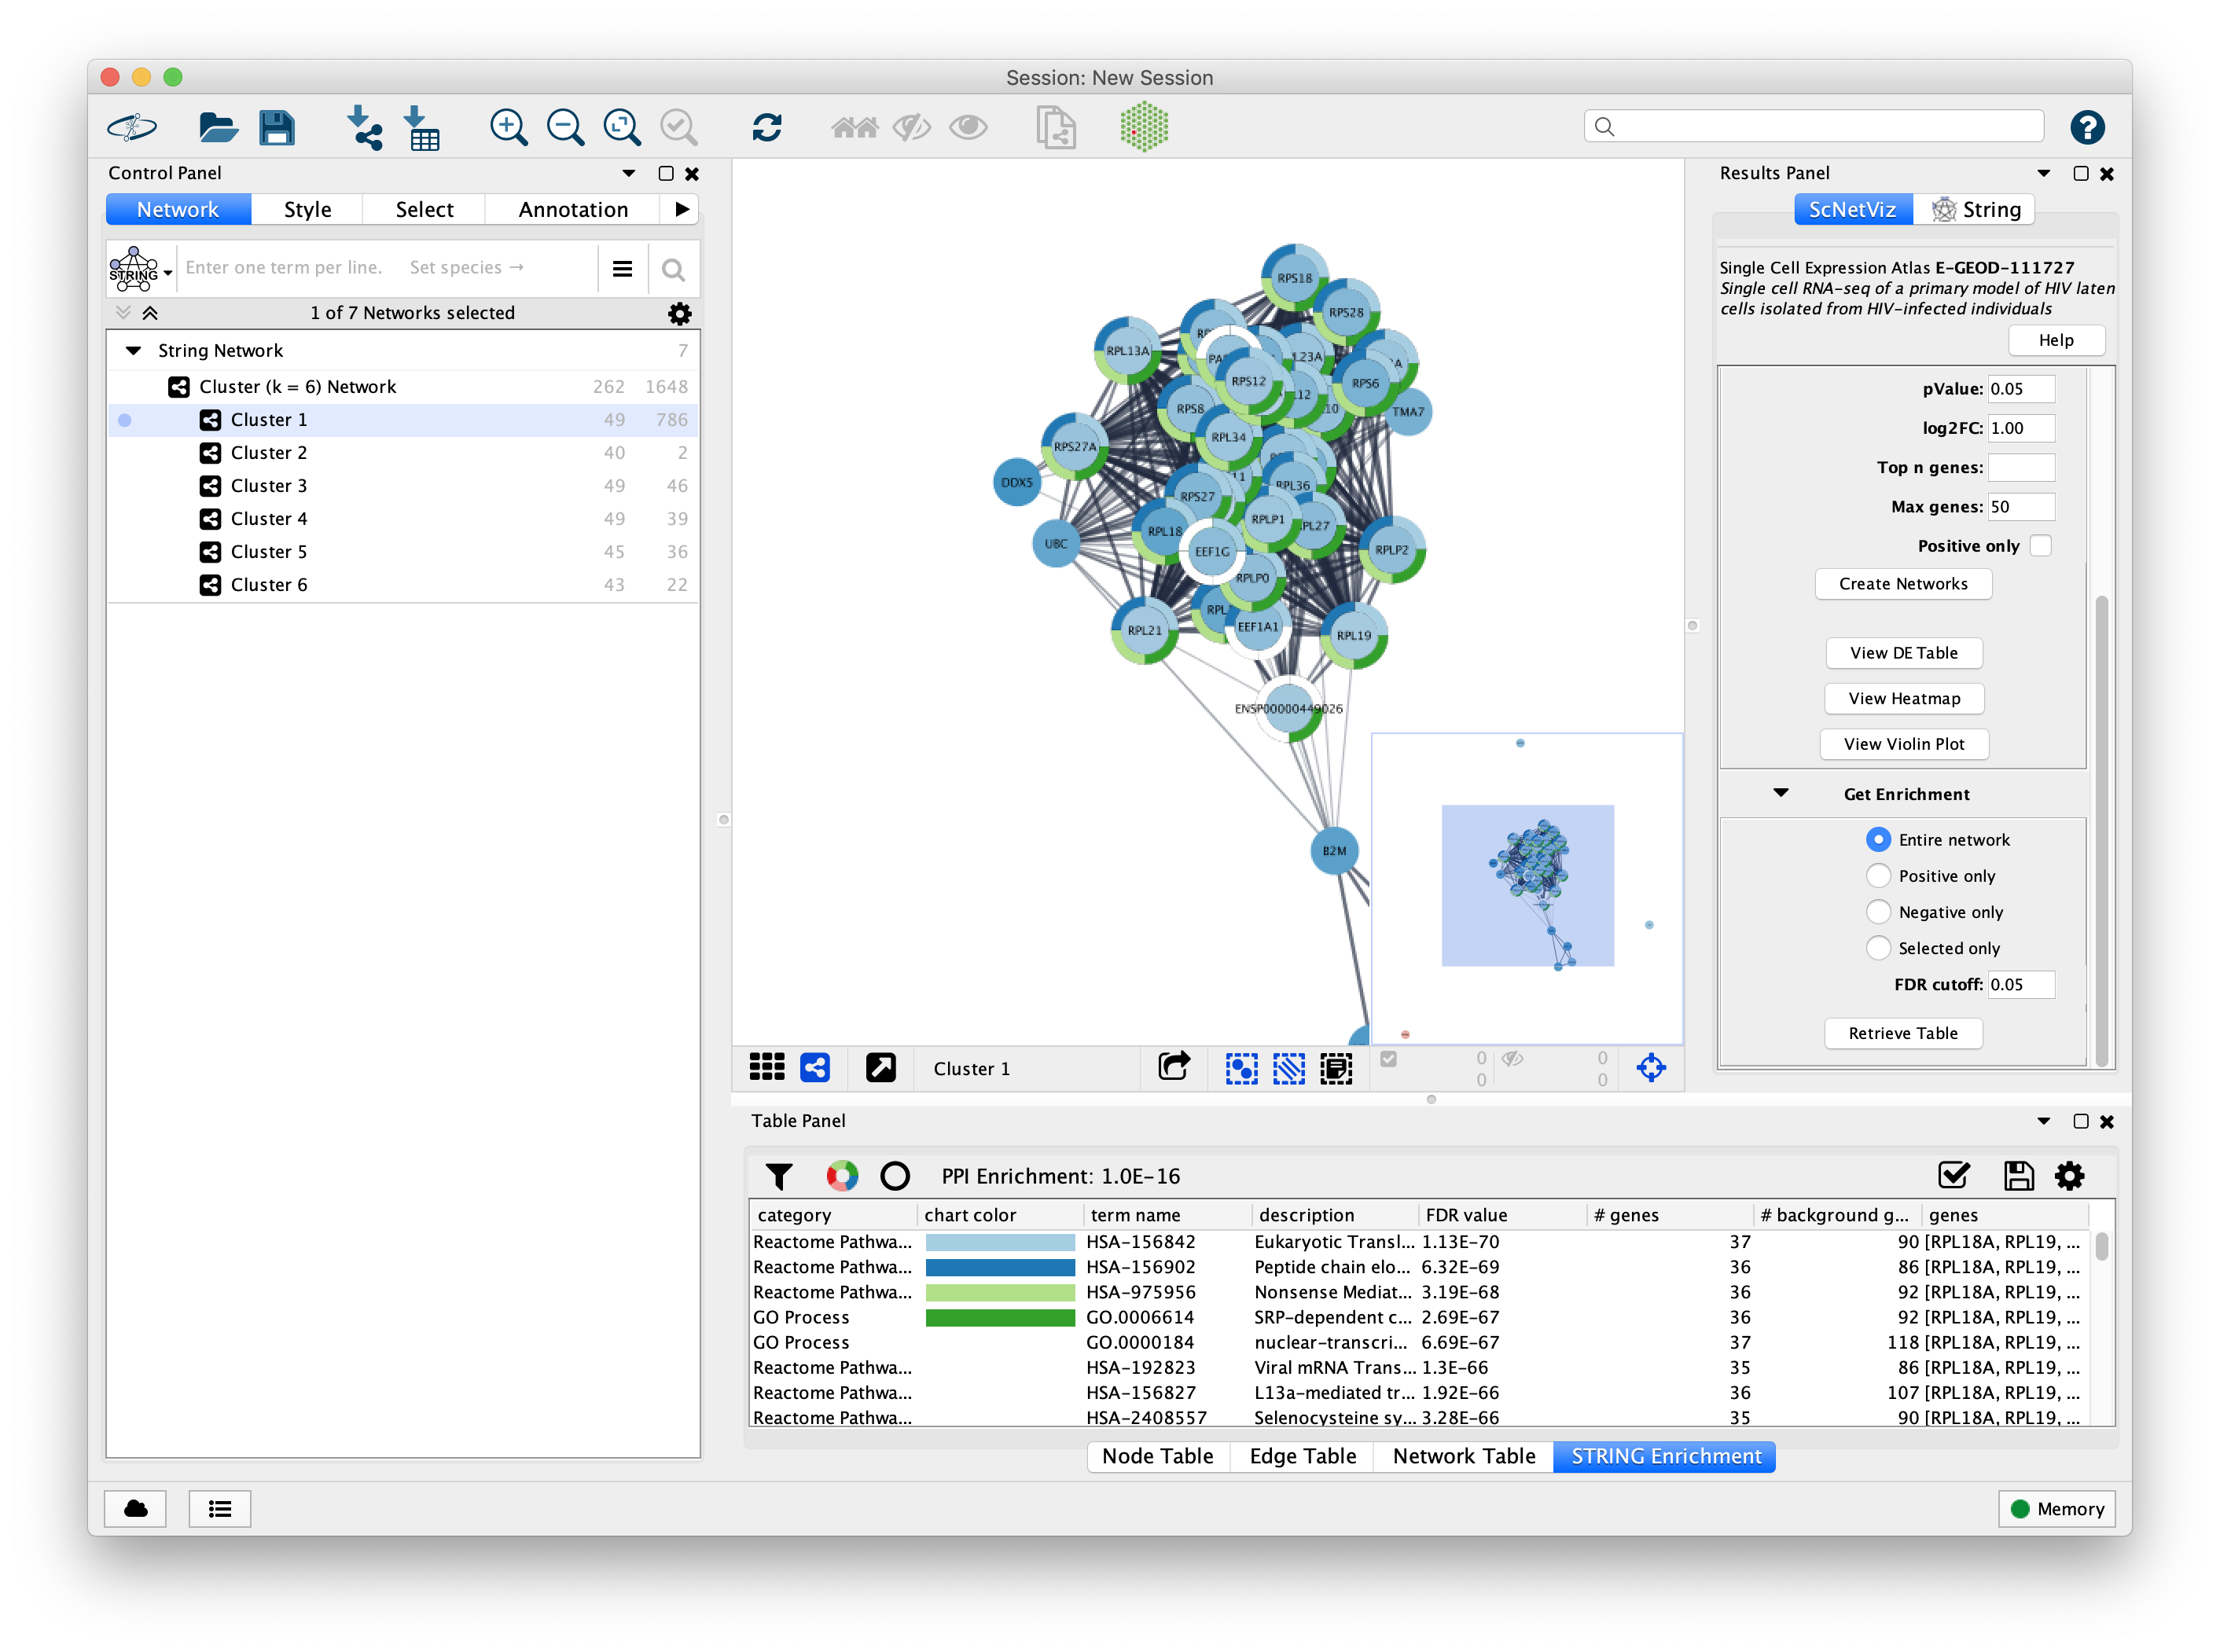 Session: New Session
Control Panel
Network Style Select Annotation
STRING Enter one term per line. Set species →
1 of 7 Networks selected
String Network 7
Cluster (k = 6) Network 262 1648
Cluster 1 49 786
Cluster 2 40 2
Cluster 3 49 46
Cluster 4 49 39
Cluster 5 45 36
Cluster 6 43 22
RPS18
RPS28
RPL13A
RPS12
RPS6
RPS8
TMA7
RPL34
RPS27A
DDX5
RPS27
RPL36
RPLP1
RPL27
RPL18
UBC
EEF1G
RPLP2
RPLP0
EEF1A1
RPL21
RPL19
ENSP00000449026
B2M
Cluster 1
0 0
0 0
Results Panel
ScNetViz String
Single Cell Expression Atlas E-GEOD-111727
Single cell RNA-seq of a primary model of HIV laten
cells isolated from HIV-infected individuals
Help
pValue: 0.05
log2FC: 1.00
Top n genes:
Max genes: 50
Positive only
Create Networks
View DE Table
View Heatmap
View Violin Plot
Get Enrichment
Entire network
Positive only
Negative only
Selected only
FDR cutoff: 0.05
Retrieve Table
Table Panel
PPI Enrichment: 1.0E-16
category chart color term name description FDR value # genes # background g... genes
Reactome Pathwa... HSA-156842 Eukaryotic Transl... 1.13E-70 37 90 [RPL18A, RPL19, ...
Reactome Pathwa... HSA-156902 Peptide chain elo... 6.32E-69 36 86 [RPL18A, RPL19, ...
Reactome Pathwa... HSA-975956 Nonsense Mediat... 3.19E-68 36 92 [RPL18A, RPL19, ...
GO Process GO.0006614 SRP-dependent c... 2.69E-67 36 92 [RPL18A, RPL19, ...
GO Process GO.0000184 nuclear-transcri... 6.69E-67 37 118 [RPL18A, RPL19, ...
Reactome Pathwa... HSA-192823 Viral mRNA Trans... 1.3E-66 35 86 [RPL18A, RPL19, ...
Reactome Pathwa... HSA-156827 L13a-mediated tr... 1.92E-66 36 107 [RPL18A, RPL19, ...
Reactome Pathwa... HSA-2408557 Selenocysteine sy... 3.28E-66 35 90 [RPL18A, RPL19, ...
Node Table Edge Table Network Table STRING Enrichment
Memory